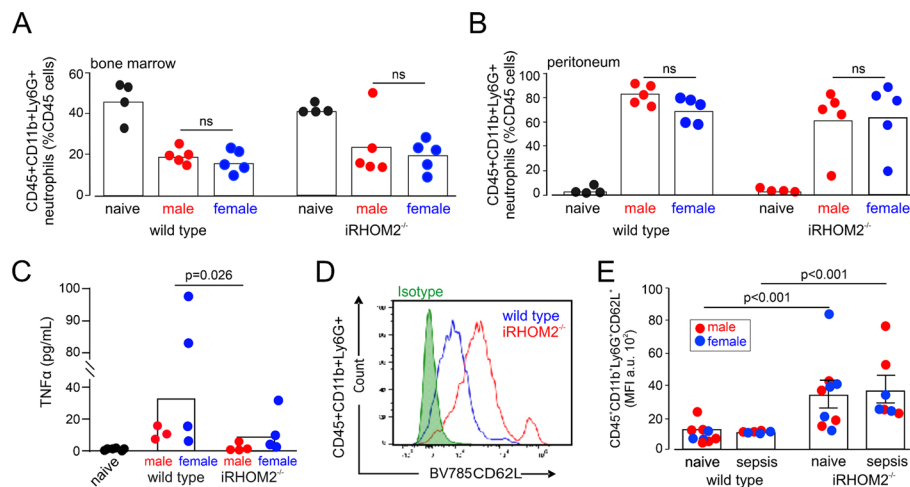 A
bone marrow
CD45+CD11b+Ly6G+
neutrophils (%CD45 cells)
60
40
20
0
ns
ns
naive male female naive male female
wild type iRHOM2-/-
B
peritoneum
CD45+CD11b+Ly6G+
neutrophils (%CD45 cells)
100
80
60
40
20
0
ns
ns
naive male female naive male female
wild type iRHOM2-/-
C
TNFα (pg/mL)
100
80
40
20
0
p=0.026
naive male female male female
wild type iRHOM2-/-
D
CD45+CD11b+Ly6G+
Count
Isotype
wild type
iRHOM2-/-
BV785CD62L
E
CD45+CD11b+Ly6G-CD62L+
(MFI a.u. 10²)
100
80
60
40
20
0
p<0.001
p<0.001
male
female
naive sepsis naive sepsis
wild type iRHOM2-/-